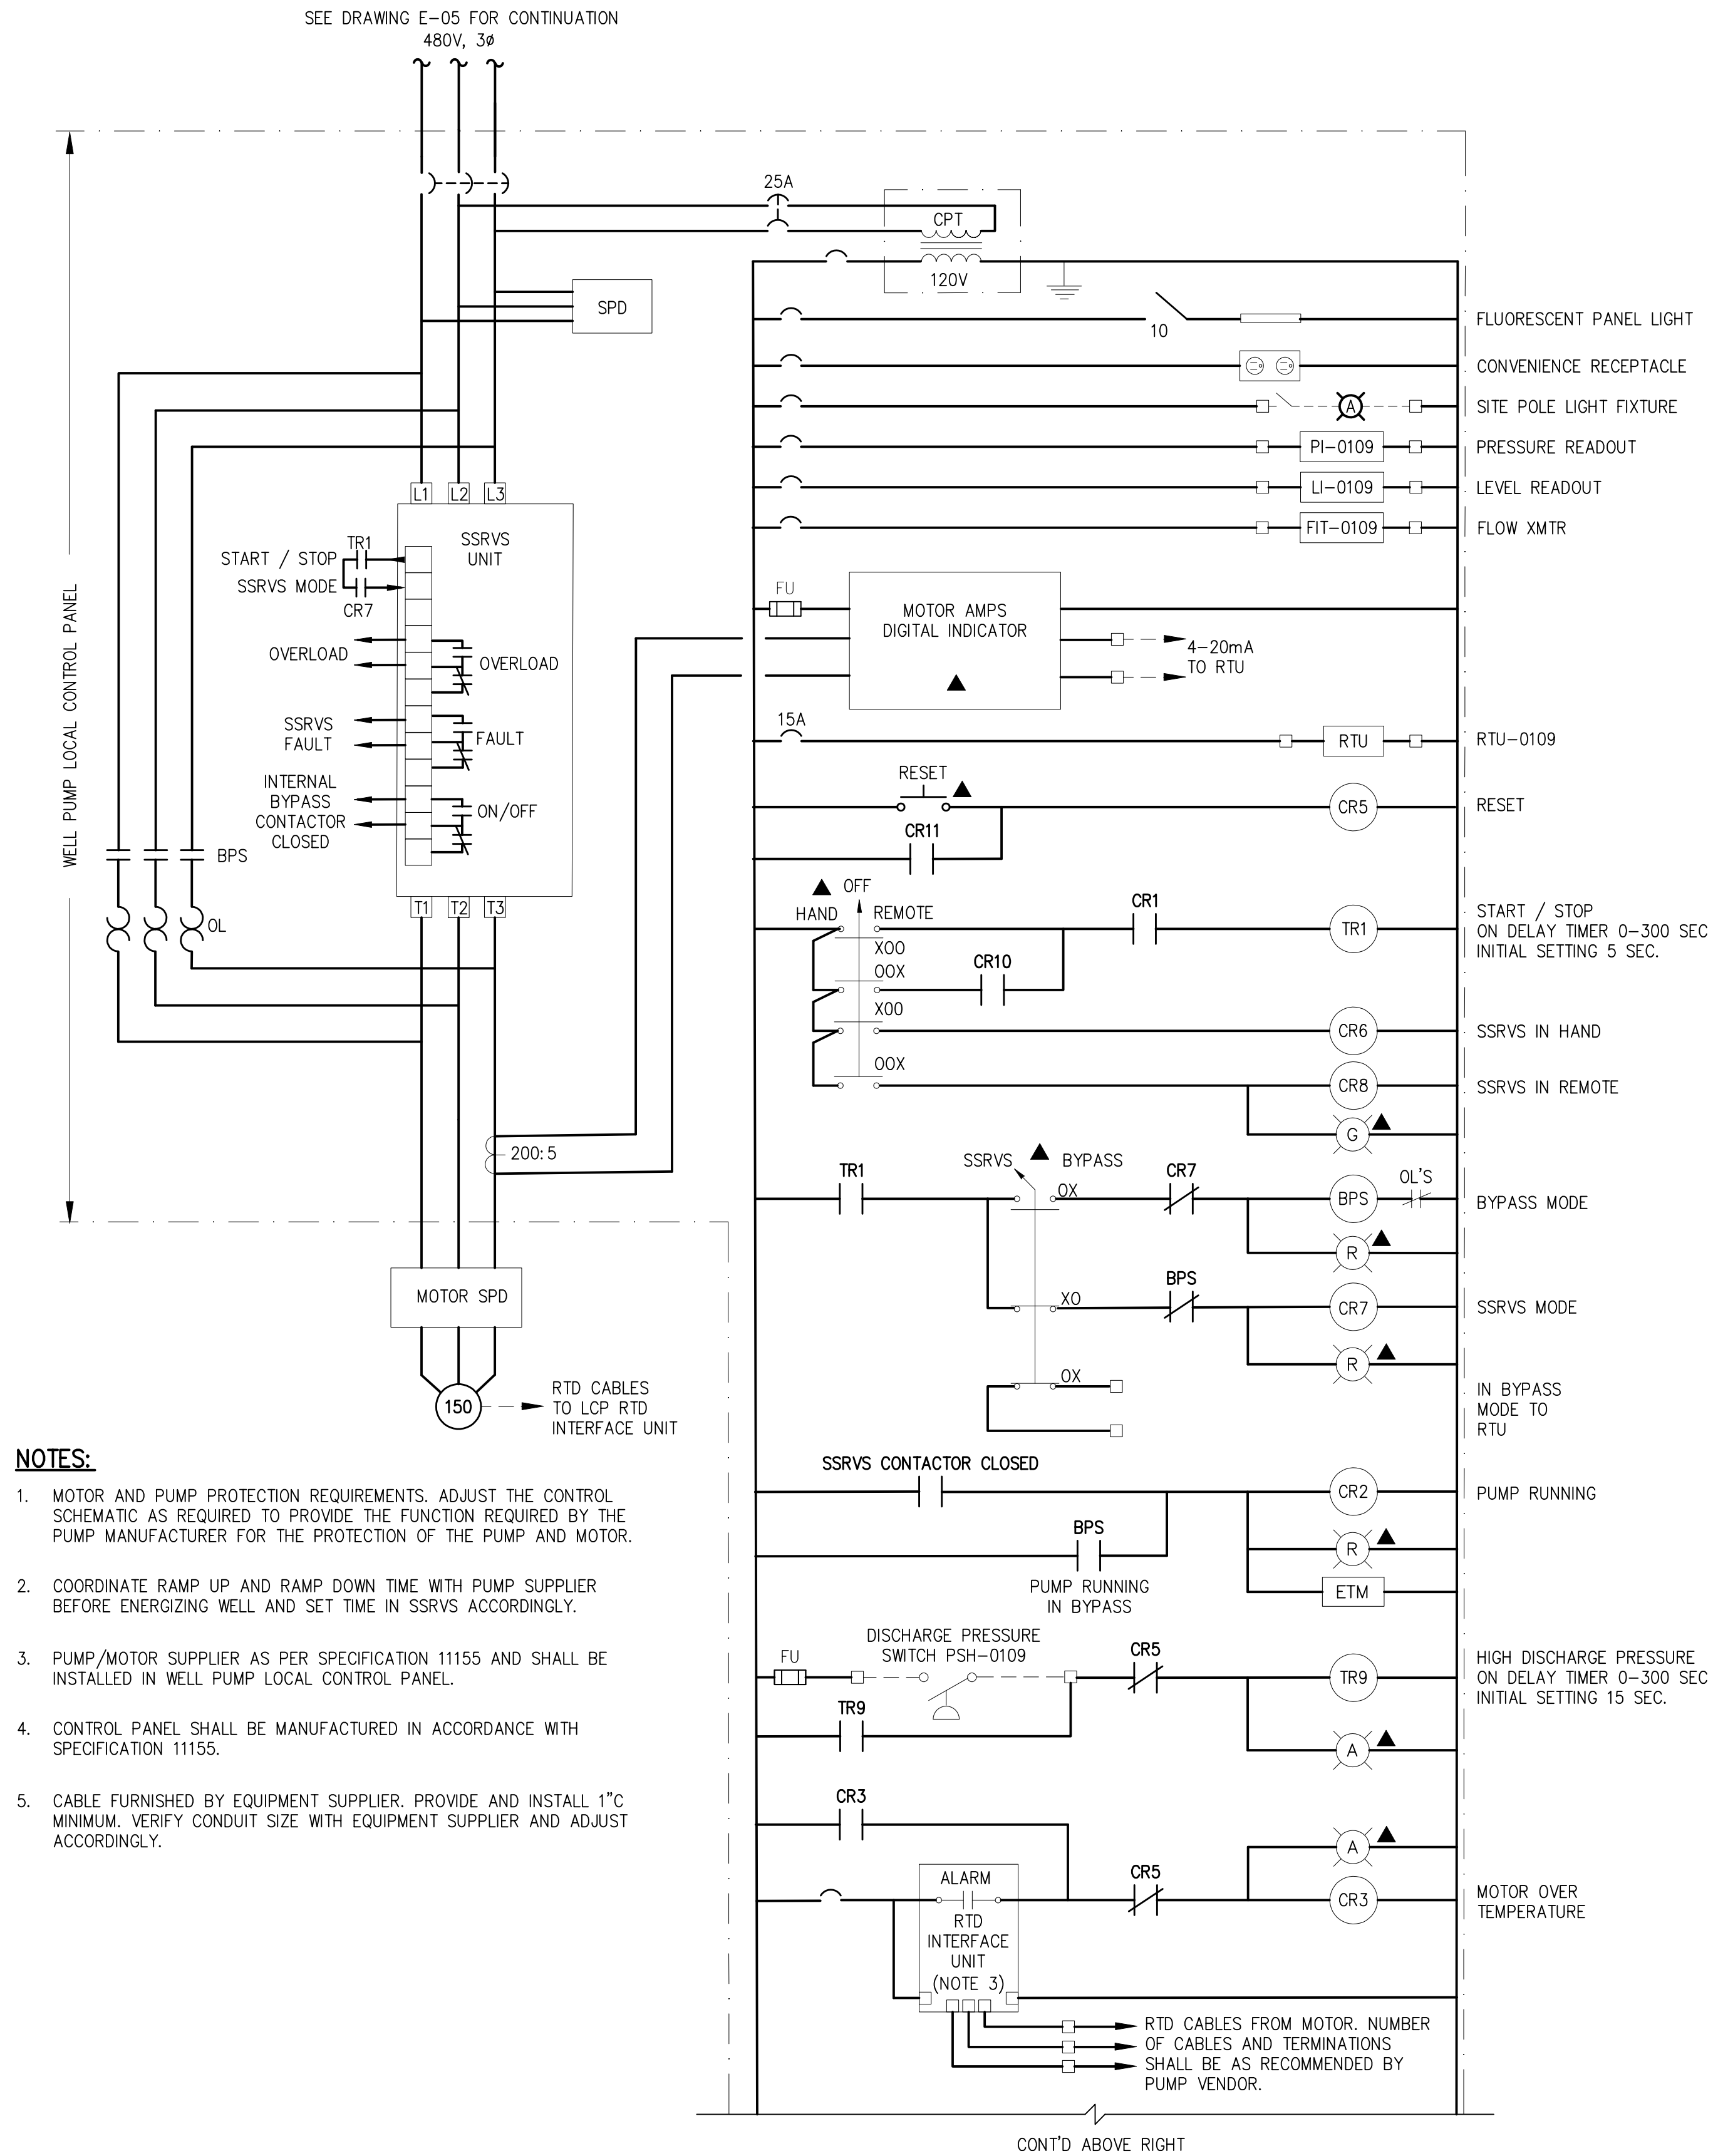 SEE DRAWING E-05 FOR CONTINUATION
480V, 3ø
WELL PUMP LOCAL CONTROL PANEL
25A
CPT
120V
SPD
10
FLUORESCENT PANEL LIGHT
CONVENIENCE RECEPTACLE
A
SITE POLE LIGHT FIXTURE
PI-0109
PRESSURE READOUT
LI-0109
LEVEL READOUT
FIT-0109
FLOW XMTR
L1
L2
L3
SSRVS
UNIT
TR1
START / STOP
SSRVS MODE
CR7
OVERLOAD
OVERLOAD
SSRVS
FAULT
FAULT
INTERNAL
BYPASS
CONTACTOR
CLOSED
ON/OFF
BPS
OL
T1
T2
T3
200:5
MOTOR SPD
150
RTD CABLES
TO LCP RTD
INTERFACE UNIT
FU
MOTOR AMPS
DIGITAL INDICATOR
4-20mA
TO RTU
15A
RTU
RTU-0109
RESET
CR5
RESET
CR11
OFF
HAND
REMOTE
CR1
XOO
OOX
CR10
TR1
START / STOP
ON DELAY TIMER 0-300 SEC
INITIAL SETTING 5 SEC.
XOO
CR6
SSRVS IN HAND
OOX
CR8
SSRVS IN REMOTE
G
TR1
SSRVS
BYPASS
OX
CR7
BPS
OL'S
BYPASS MODE
R
XO
BPS
CR7
SSRVS MODE
R
OX
IN BYPASS
MODE TO
RTU
SSRVS CONTACTOR CLOSED
CR2
PUMP RUNNING
BPS
PUMP RUNNING
IN BYPASS
R
ETM
FU
DISCHARGE PRESSURE
SWITCH PSH-0109
CR5
TR9
HIGH DISCHARGE PRESSURE
ON DELAY TIMER 0-300 SEC
INITIAL SETTING 15 SEC.
TR9
A
CR3
A
ALARM
CR5
CR3
MOTOR OVER
TEMPERATURE
RTD
INTERFACE
UNIT
(NOTE 3)
RTD CABLES FROM MOTOR. NUMBER
OF CABLES AND TERMINATIONS
SHALL BE AS RECOMMENDED BY
PUMP VENDOR.
CONT'D ABOVE RIGHT
NOTES:
1. MOTOR AND PUMP PROTECTION REQUIREMENTS. ADJUST THE CONTROL
SCHEMATIC AS REQUIRED TO PROVIDE THE FUNCTION REQUIRED BY THE
PUMP MANUFACTURER FOR THE PROTECTION OF THE PUMP AND MOTOR.
2. COORDINATE RAMP UP AND RAMP DOWN TIME WITH PUMP SUPPLIER
BEFORE ENERGIZING WELL AND SET TIME IN SSRVS ACCORDINGLY.
3. PUMP/MOTOR SUPPLIER AS PER SPECIFICATION 11155 AND SHALL BE
INSTALLED IN WELL PUMP LOCAL CONTROL PANEL.
4. CONTROL PANEL SHALL BE MANUFACTURED IN ACCORDANCE WITH
SPECIFICATION 11155.
5. CABLE FURNISHED BY EQUIPMENT SUPPLIER. PROVIDE AND INSTALL 1"C
MINIMUM. VERIFY CONDUIT SIZE WITH EQUIPMENT SUPPLIER AND ADJUST
ACCORDINGLY.